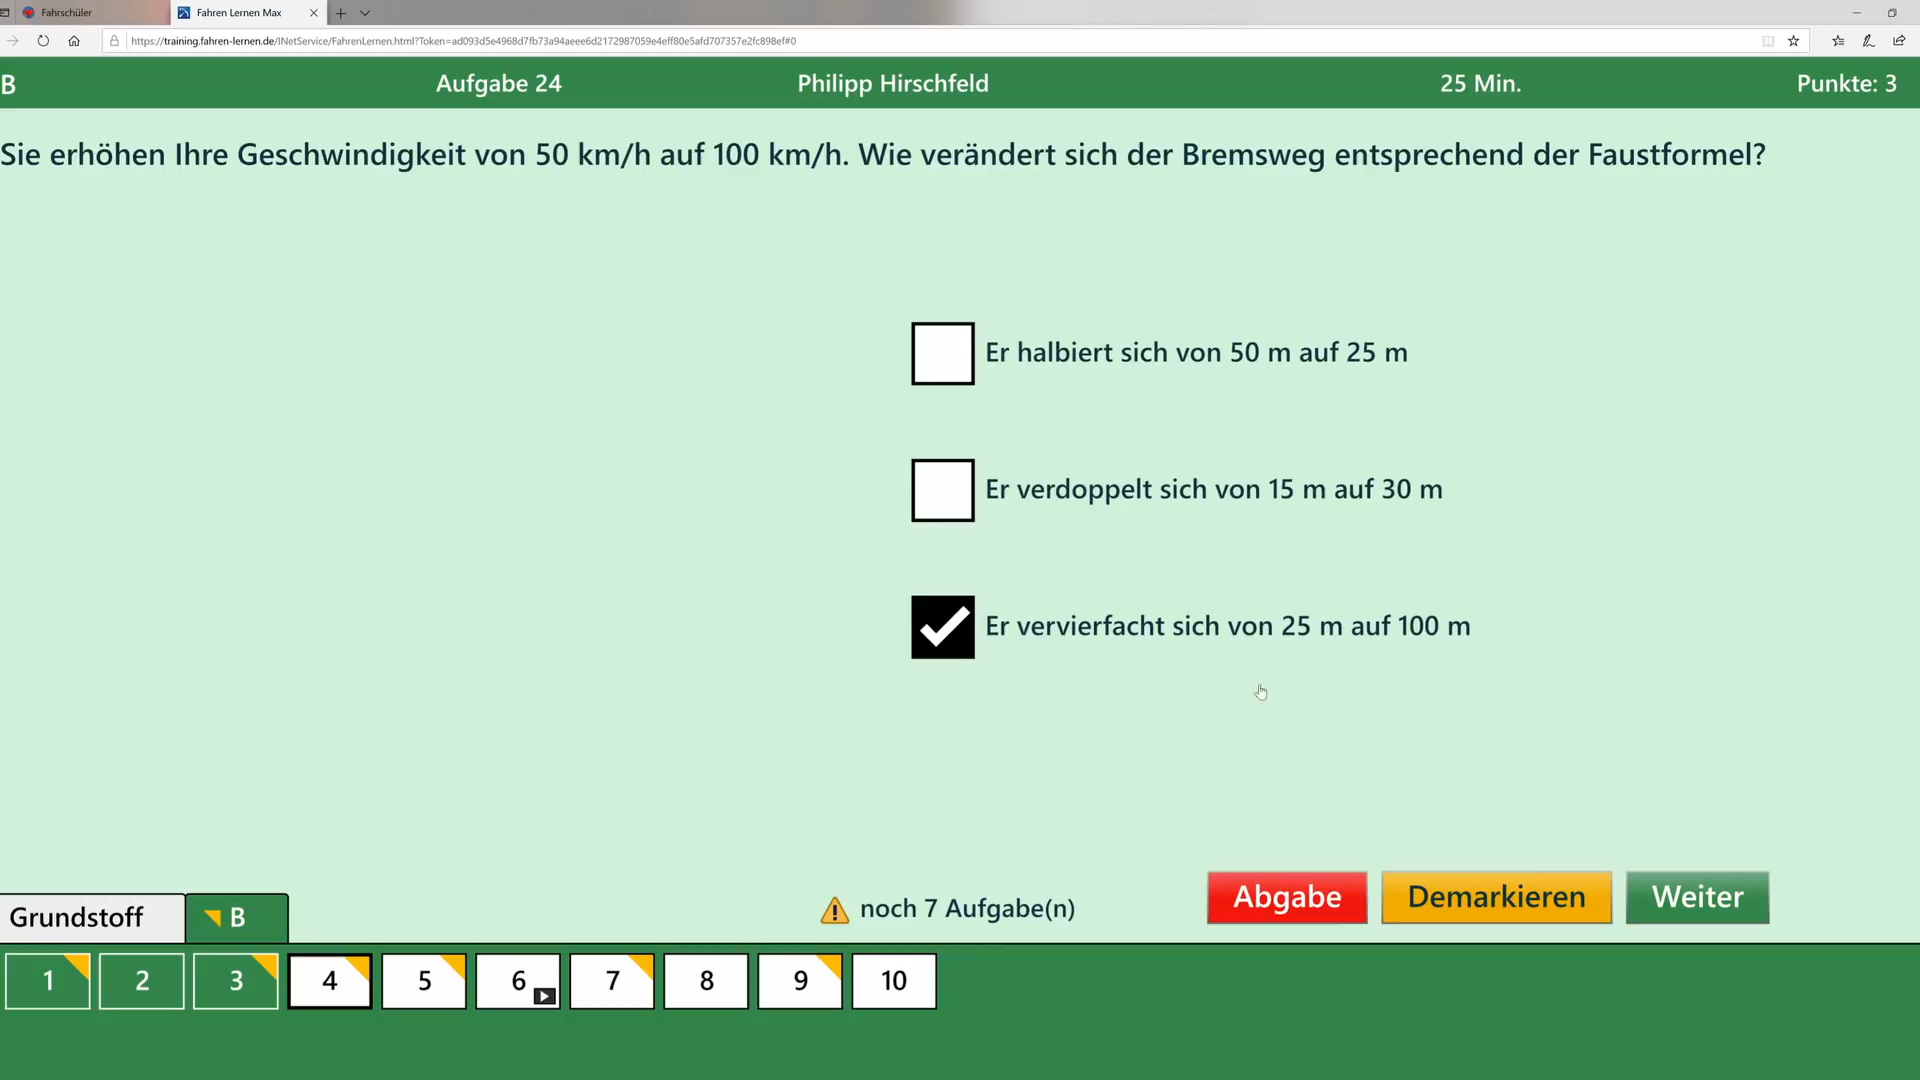 Fahrschüler
Fahren Lernen Max
https://training.fahren-lernen.de/INetService/FahrenLernen.html?Token=ad093d5e4968d7fb73a94aeee6d2172987059e4eff80e5afd707357e2fc898ef#0
B Aufgabe 24 Philipp Hirschfeld 25 Min. Punkte: 3
Sie erhöhen Ihre Geschwindigkeit von 50 km/h auf 100 km/h. Wie verändert sich der Bremsweg entsprechend der Faustformel?
Er halbiert sich von 50 m auf 25 m
Er verdoppelt sich von 15 m auf 30 m
Er vervierfacht sich von 25 m auf 100 m
Grundstoff B noch 7 Aufgabe(n) Abgabe Demarkieren Weiter
1 2 3 4 5 6 7 8 9 10